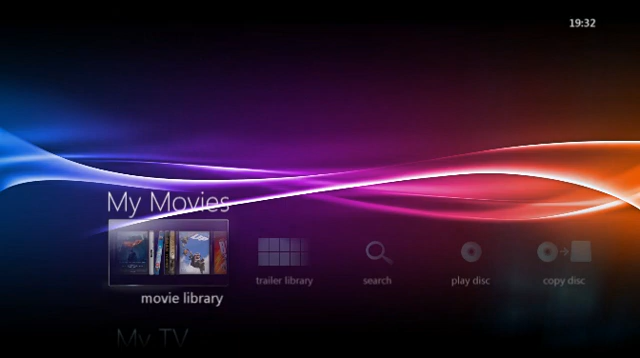 19:32
My Movies
movie library
trailer library
search
play disc
copy disc
My TV